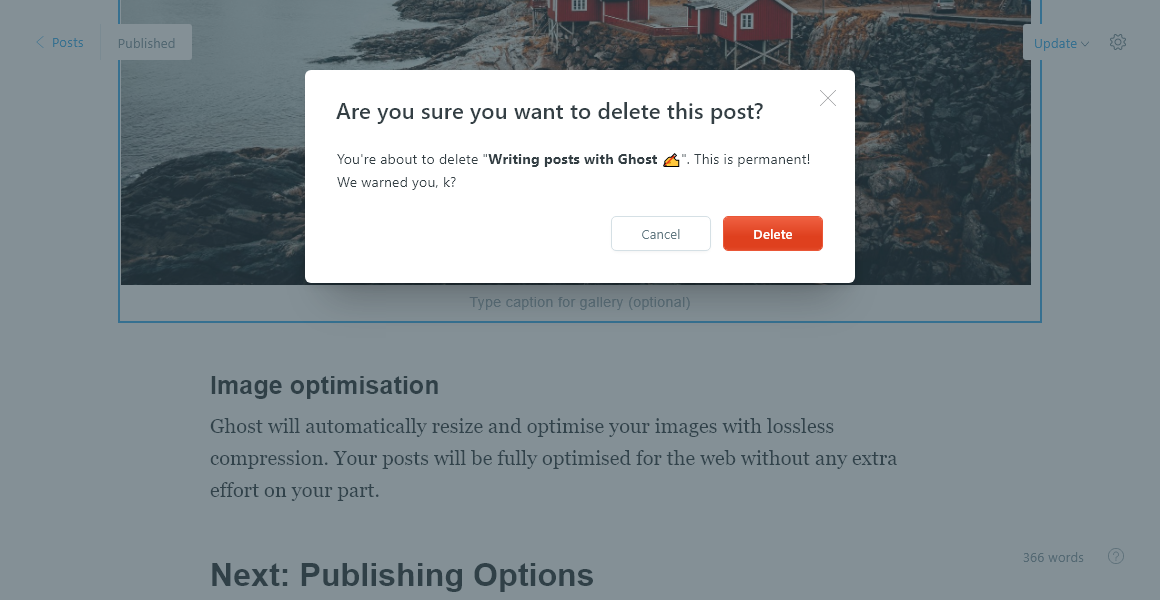 Posts
Published
Update
Are you sure you want to delete this post?
You're about to delete "Writing posts with Ghost ✍️". This is permanent!
We warned you, k?
Cancel
Delete
Type caption for gallery (optional)
Image optimisation
Ghost will automatically resize and optimise your images with lossless
compression. Your posts will be fully optimised for the web without any extra
effort on your part.
366 words
?
Next: Publishing Options